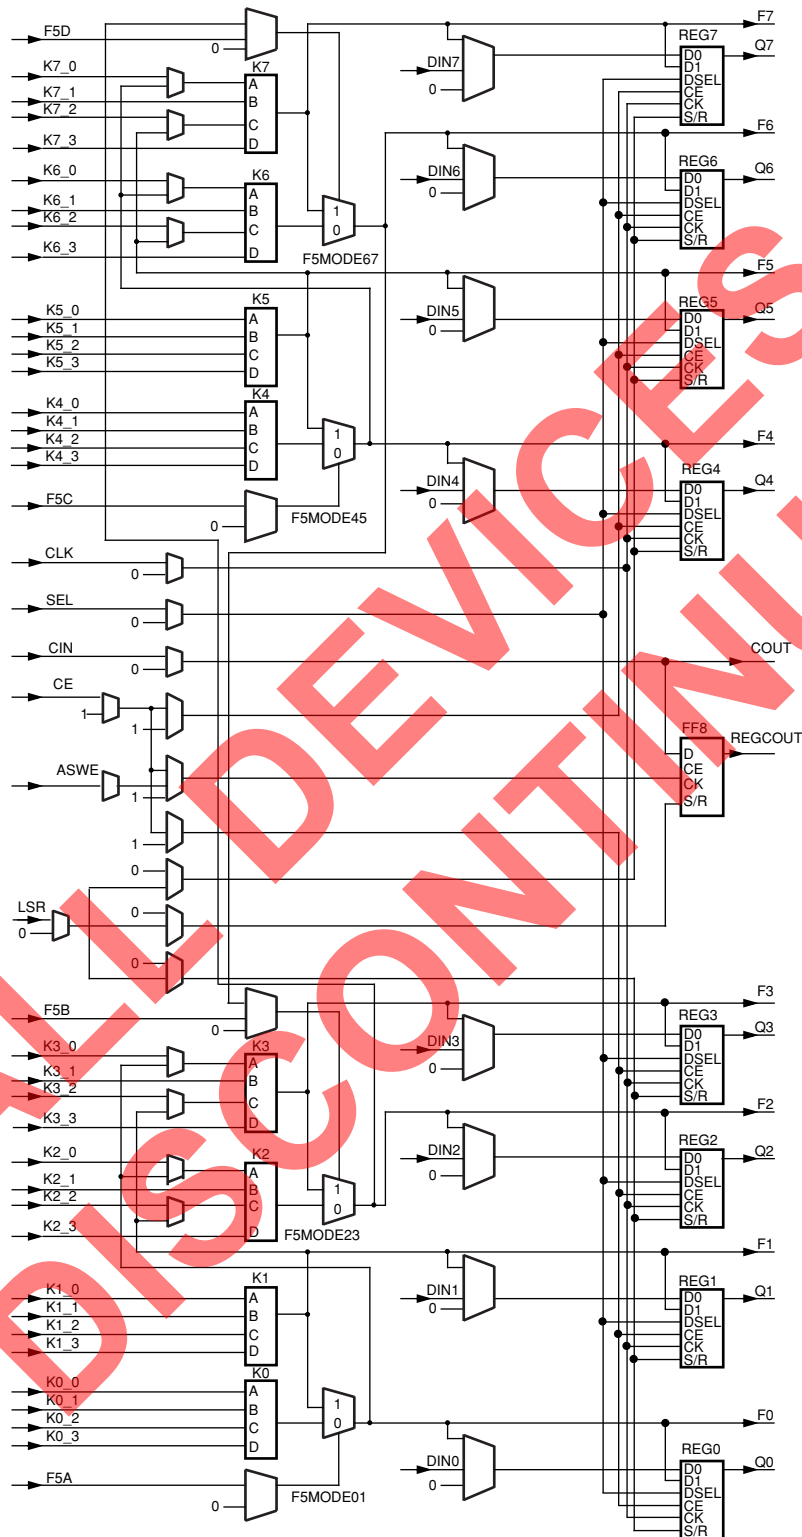 F7
F5D
REG7
0
Q7
K7_0
K7
DIN7
D0
D1
A
DSEL
K7_1
B
0
CE
K7_2
CK
C
S/R
K7_3
D
F6
K6_0
K6
REG6
DIN6
D0
Q6
A
D1
K6_1
B
0
DSEL
K6_2
1
CE
C
0
CK
K6_3
D
S/R
F5MODE67
F5
K5
REG5
K5_0
A
DIN5
D0
Q5
K5_1
B
0
D1
DSEL
K5_2
C
CE
K5_3
D
CK
S/R
K4
K4_0
A
K4_1
B
1
F4
K4_2
C
0
K4_3
D
REG4
DIN4
D0
Q4
F5C
0
D1
DSEL
0
F5MODE45
CE
CK
CLK
S/R
0
SEL
0
CIN
COUT
0
CE
1
1
FF8
REGCOUT
D
ASWE
CE
CK
1
S/R
1
0
LSR
0
0
0
F3
F5B
REG3
0
Q3
K3_0
K3
DIN3
D0
D1
A
DSEL
K3_1
B
0
CE
K3_2
CK
C
S/R
K3_3
D
F2
K2_0
K2
REG2
DIN2
D0
Q2
A
D1
K2_1
B
0
DSEL
K2_2
1
CE
C
0
CK
K2_3
D
S/R
F5MODE23
F1
K1
REG1
K1_0
A
DIN1
D0
Q1
K1_1
B
0
D1
DSEL
K1_2
C
CE
K1_3
D
CK
S/R
K0
K0_0
A
K0_1
B
1
F0
K0_2
C
0
K0_3
D
REG0
DIN0
D0
Q0
F5A
0
D1
DSEL
0
F5MODE01
CE
CK
S/R
ALL DEVICES
DISCONTINU